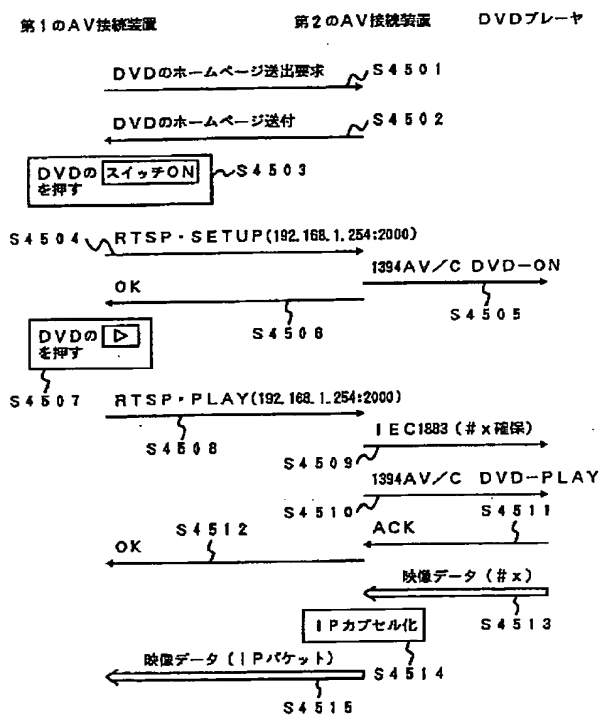 第1のAV接続装置 第2のAV接続装置 DVDプレーヤ
DVDのホームページ送出要求 S4501
DVDのホームページ送付 S4502
DVDの スイッチON
を押す
S4503
S4504 RTSP・SETUP(192.168.1.254:2000)
1394AV/C DVD-ON
OK
S4505
S4506
DVDの ▷
を押す
S4507
RTSP・PLAY(192.168.1.254:2000)
S4508
IEC1883(#x確保)
S4509
1394AV/C DVD-PLAY
S4510
S4511
S4512
ACK
OK
映像データ(#x)
S4513
IPカプセル化
S4514
映像データ(IPパケット)
S4515